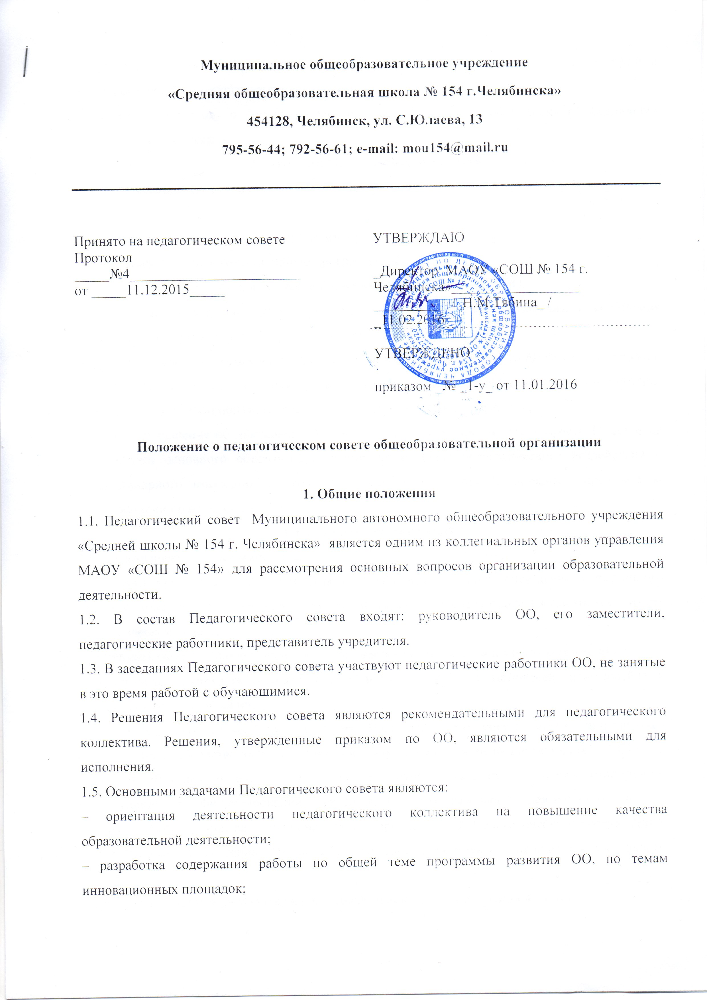 Муниципальное общеобразовательное учреждение
«Средняя общеобразовательная школа № 154 г.Челябинска»
454128, Челябинск, ул. С.Юлаева, 13
795-56-44; 792-56-61; e-mail: mou154@mail.ru
Принято на педагогическом совете
Протокол
_____№4________________________
от _____11.12.2015_____
УТВЕРЖДАЮ
_Директор МАОУ «СОШ № 154 г.
Челябинска» __________________
__________ /_Н.М.Тябина_ /
_11.02.2016
УТВЕРЖДЕНО
приказом _№ _1-у_ от 11.01.2016
Положение о педагогическом совете общеобразовательной организации
1. Общие положения
1.1. Педагогический совет Муниципального автономного общеобразовательного учреждения
«Средней школы № 154 г. Челябинска» является одним из коллегиальных органов управления
МАОУ «СОШ № 154» для рассмотрения основных вопросов организации образовательной
деятельности.
1.2. В состав Педагогического совета входят: руководитель ОО, его заместители,
педагогические работники, представитель учредителя.
1.3. В заседаниях Педагогического совета участвуют педагогические работники ОО, не занятые
в это время работой с обучающимися.
1.4. Решения Педагогического совета являются рекомендательными для педагогического
коллектива. Решения, утвержденные приказом по ОО, являются обязательными для
исполнения.
1.5. Основными задачами Педагогического совета являются:
– ориентация деятельности педагогического коллектива на повышение качества
образовательной деятельности;
– разработка содержания работы по общей теме программы развития ОО, по темам
инновационных площадок;